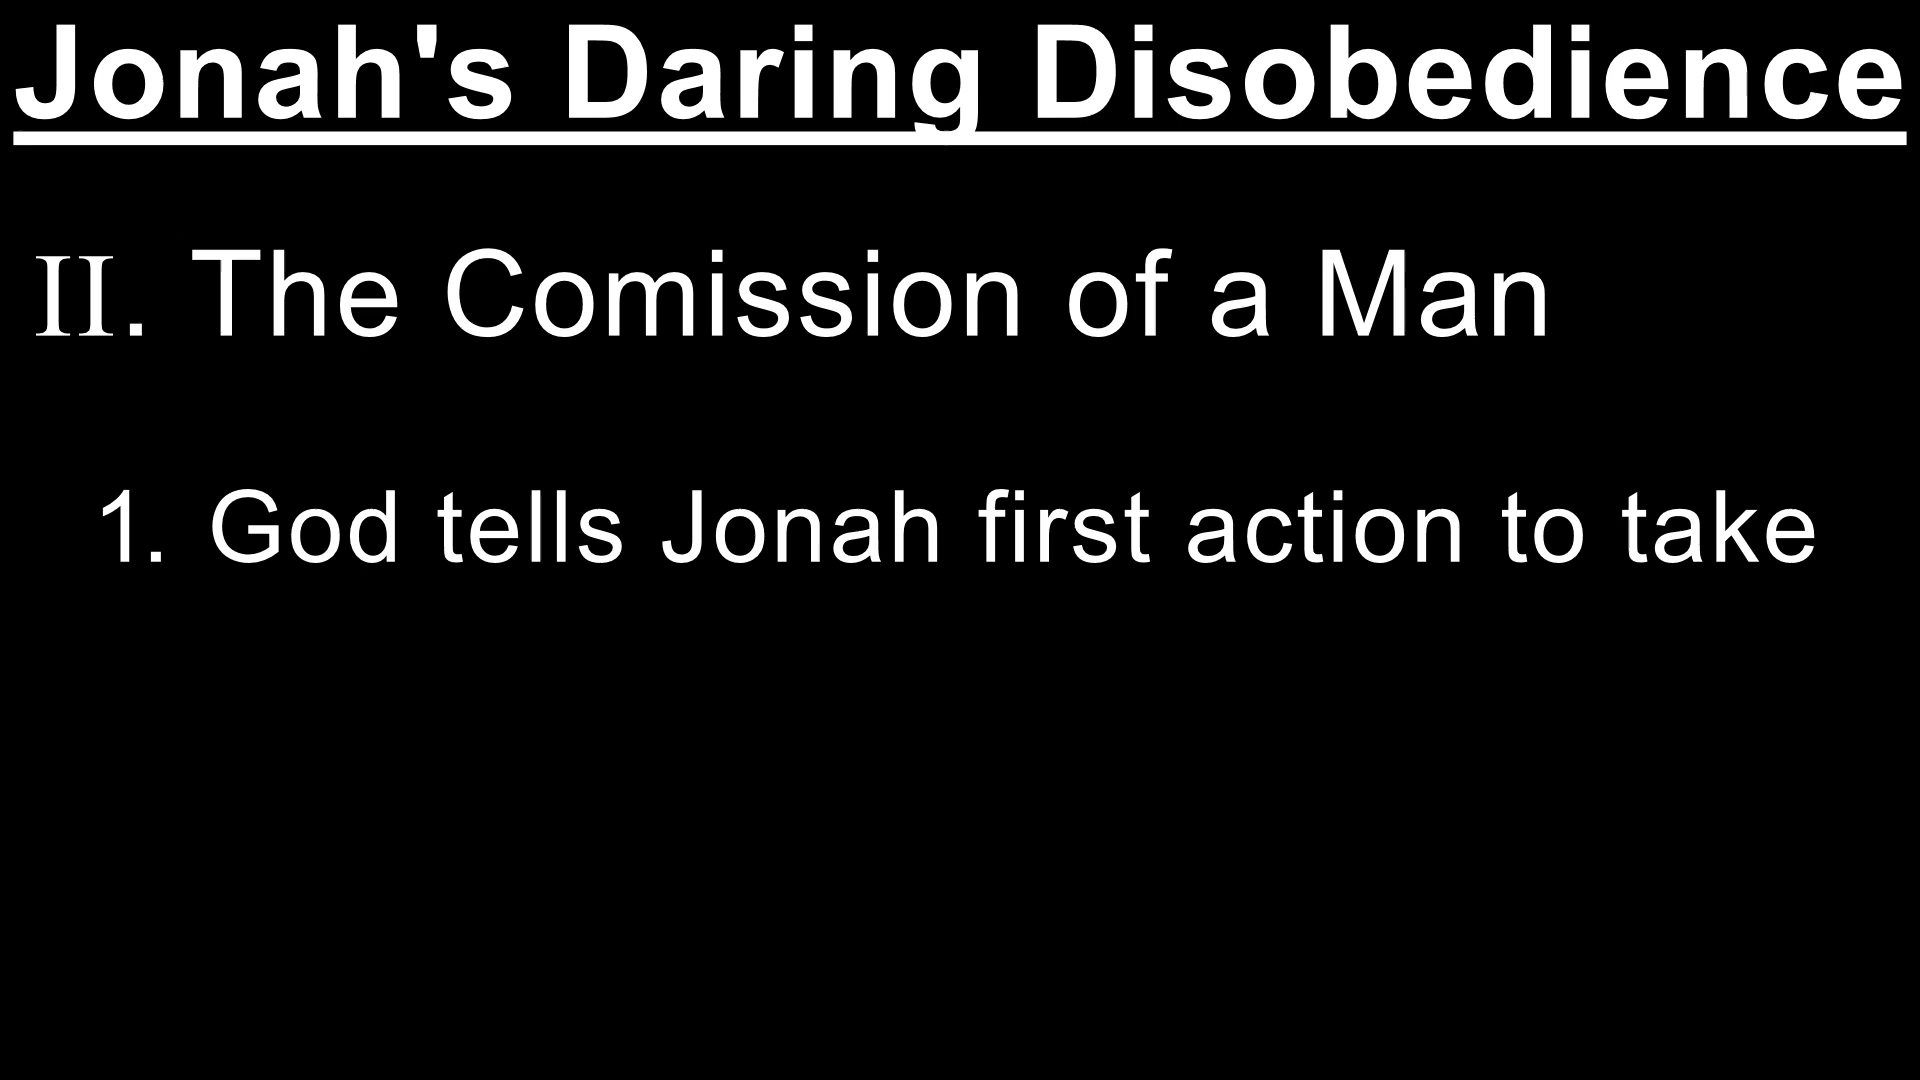 Jonah's Daring Disobedience
II. The Comission of a Man
1. God tells Jonah first action to take